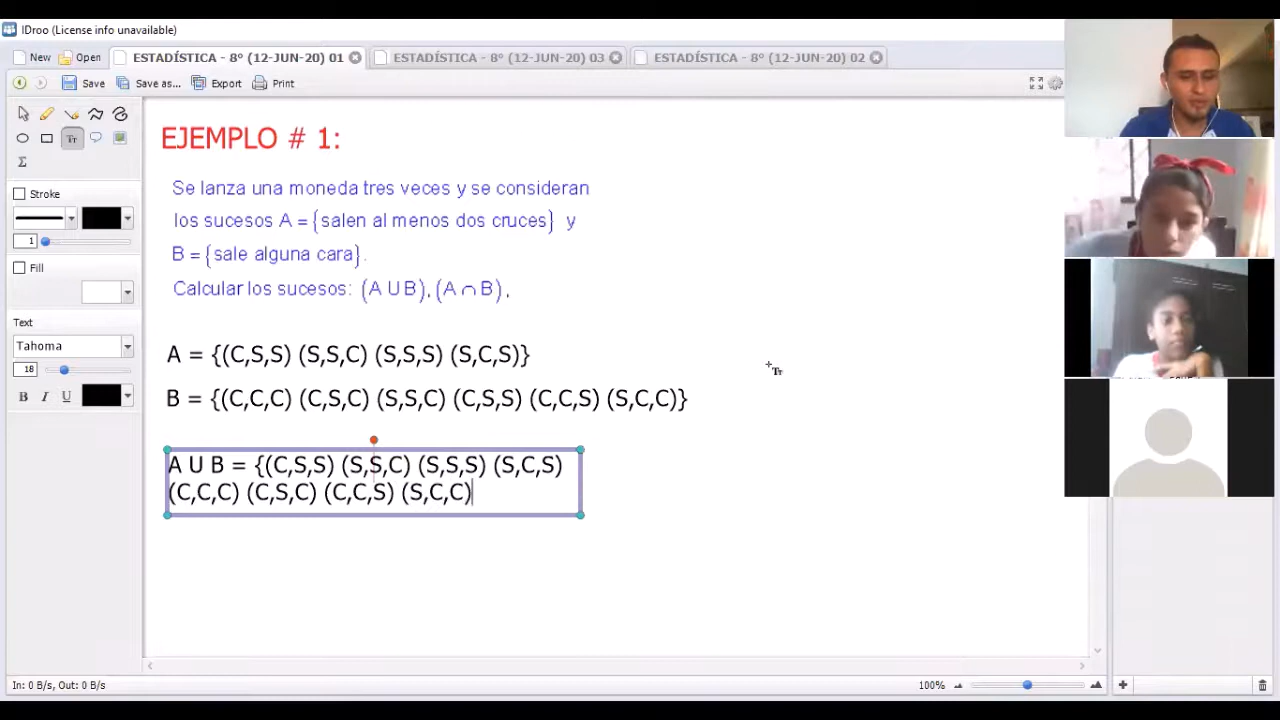 IDroo (License info unavailable)
New Open ESTADÍSTICA - 8º (12-JUN-20) 01 ESTADÍSTICA - 8º (12-JUN-20) 03 ESTADÍSTICA - 8º (12-JUN-20) 02
Save Save as... Export Print
EJEMPLO # 1:
Se lanza una moneda tres veces y se consideran
los sucesos A = {salen al menos dos cruces} y
B = {sale alguna cara}.
Calcular los sucesos: (A U B), (A ∩ B),
A = {(C,S,S) (S,S,C) (S,S,S) (S,C,S)}
B = {(C,C,C) (C,S,C) (S,S,C) (C,S,S) (C,C,S) (S,C,C)}
A U B = {(C,S,S) (S,S,C) (S,S,S) (S,C,S)
(C,C,C) (C,S,C) (C,C,S) (S,C,C)
Tт
Σ
Stroke
1
Fill
Text
Tahoma
18
B I U
Tт
In: 0 B/s, Out: 0 B/s
100%